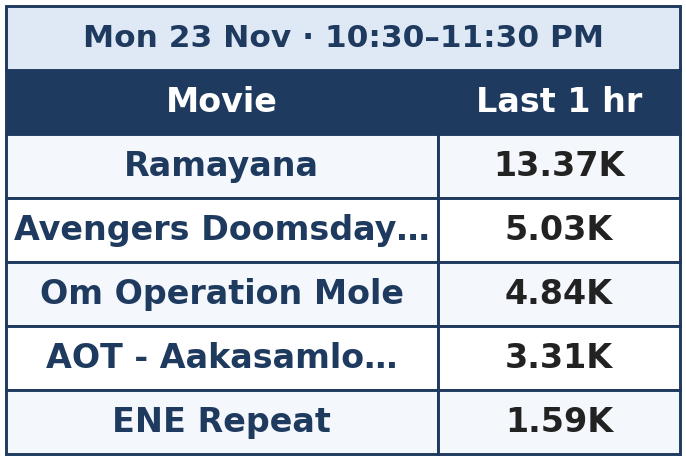 Mon 23 Nov · 10:30–11:30 PM
Movie Last 1 hr
Ramayana 13.37K
Avengers Doomsday... 5.03K
Om Operation Mole 4.84K
AOT - Aakasamlo... 3.31K
ENE Repeat 1.59K